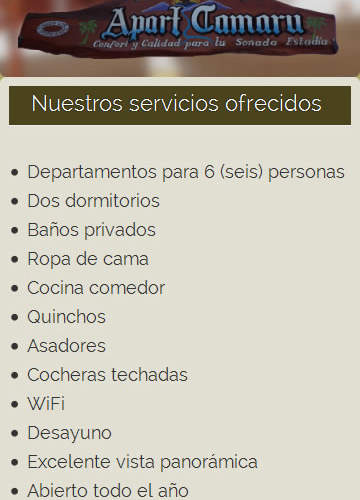 Apart Camaru
Confort y Calidad para tu Soñada Estadia
Nuestros servicios ofrecidos
Departamentos para 6 (seis) personas
Dos dormitorios
Baños privados
Ropa de cama
Cocina comedor
Quinchos
Asadores
Cocheras techadas
WiFi
Desayuno
Excelente vista panorámica
Abierto todo el año